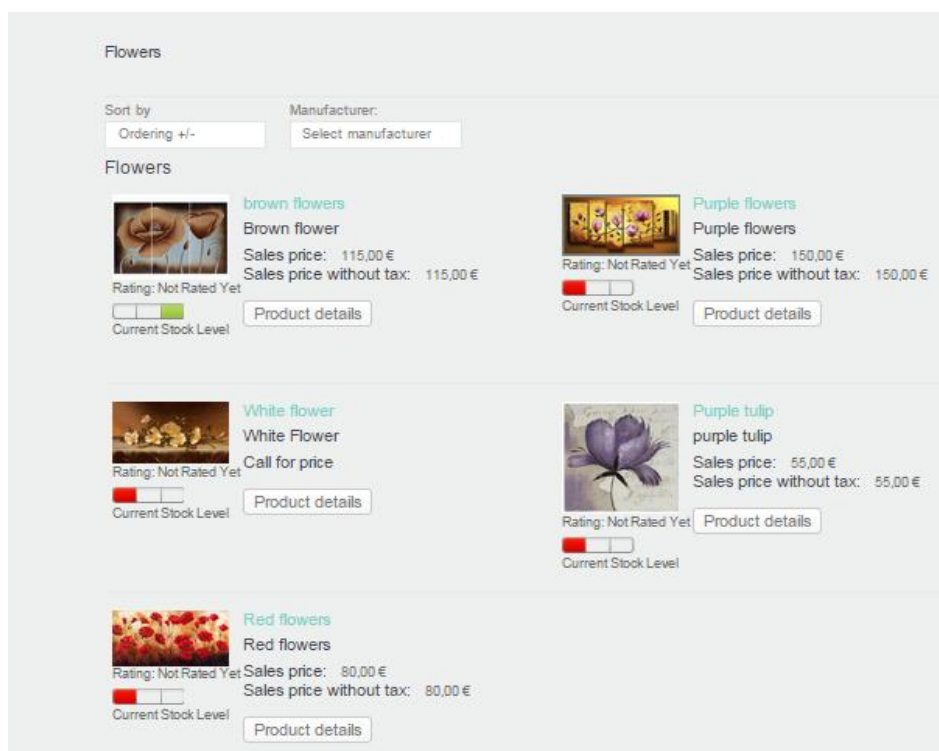 Flowers
Sort by
Manufacturer:
Ordering +/-
Select manufacturer
Flowers
brown flowers
Brown flower
Sales price: 115,00 €
Sales price without tax: 115,00 €
Rating: Not Rated Yet
Product details
Current Stock Level
Purple flowers
Purple flowers
Sales price: 150,00 €
Rating: Not Rated Yet
Sales price without tax: 150,00 €
Current Stock Level
Product details
White flower
White Flower
Call for price
Rating: Not Rated Yet
Product details
Current Stock Level
Purple tulip
purple tulip
Sales price: 55,00 €
Sales price without tax: 55,00 €
Rating: Not Rated Yet
Product details
Current Stock Level
Red flowers
Red flowers
Sales price: 80,00 €
Rating: Not Rated Yet
Sales price without tax: 80,00 €
Current Stock Level
Product details